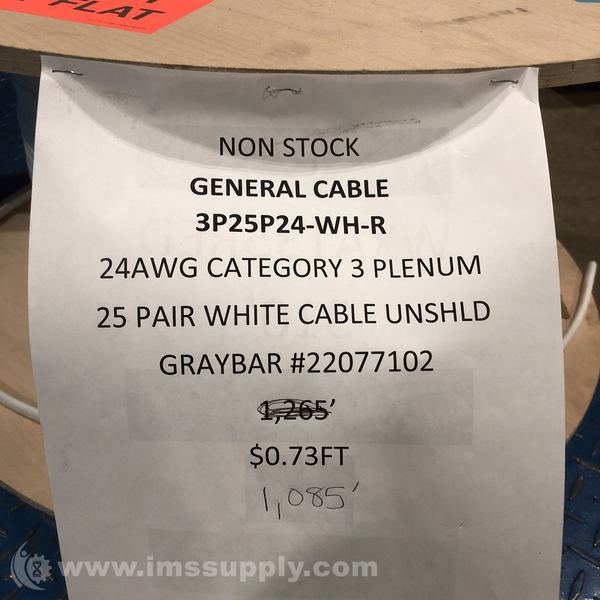 FLAT
NON STOCK
GENERAL CABLE
3P25P24-WH-R
24AWG CATEGORY 3 PLENUM
25 PAIR WHITE CABLE UNSHLD
GRAYBAR #22077102
1,265'
$0.73FT
1,085'
www.imssupply.com